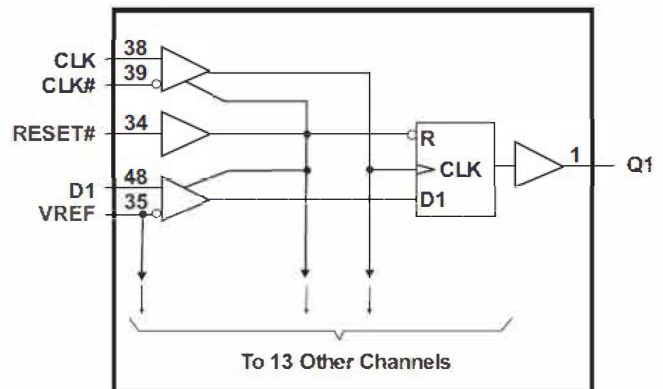 CLK 38
CLK# 39
RESET# 34
R
1
Q1
CLK
D1 48
VREF 35
D1
To 13 Other Channels